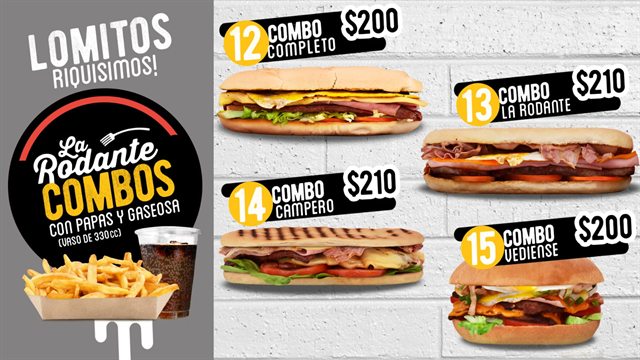 LOMITOS
RIQUISIMOS!
La
Rodante
COMBOS
CON PAPAS Y GASEOSA
(VASO DE 330CC)
12 COMBO
COMPLETO
$200
13 COMBO
LA RODANTE
$210
14 COMBO
CAMPERO
$210
15 COMBO
VEDIENSE
$200